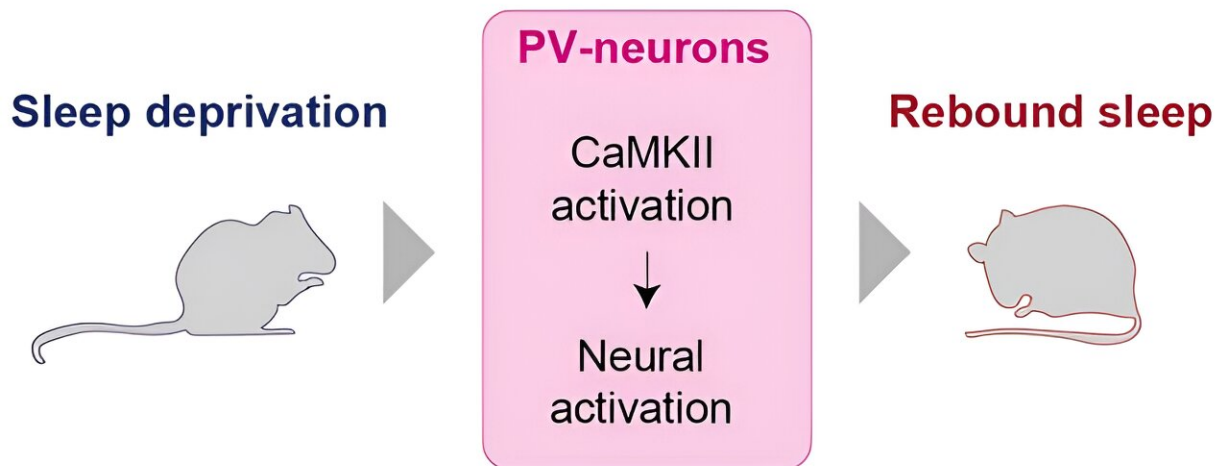 Sleep deprivation
PV-neurons
CaMKII
activation
Neural
activation
Rebound sleep